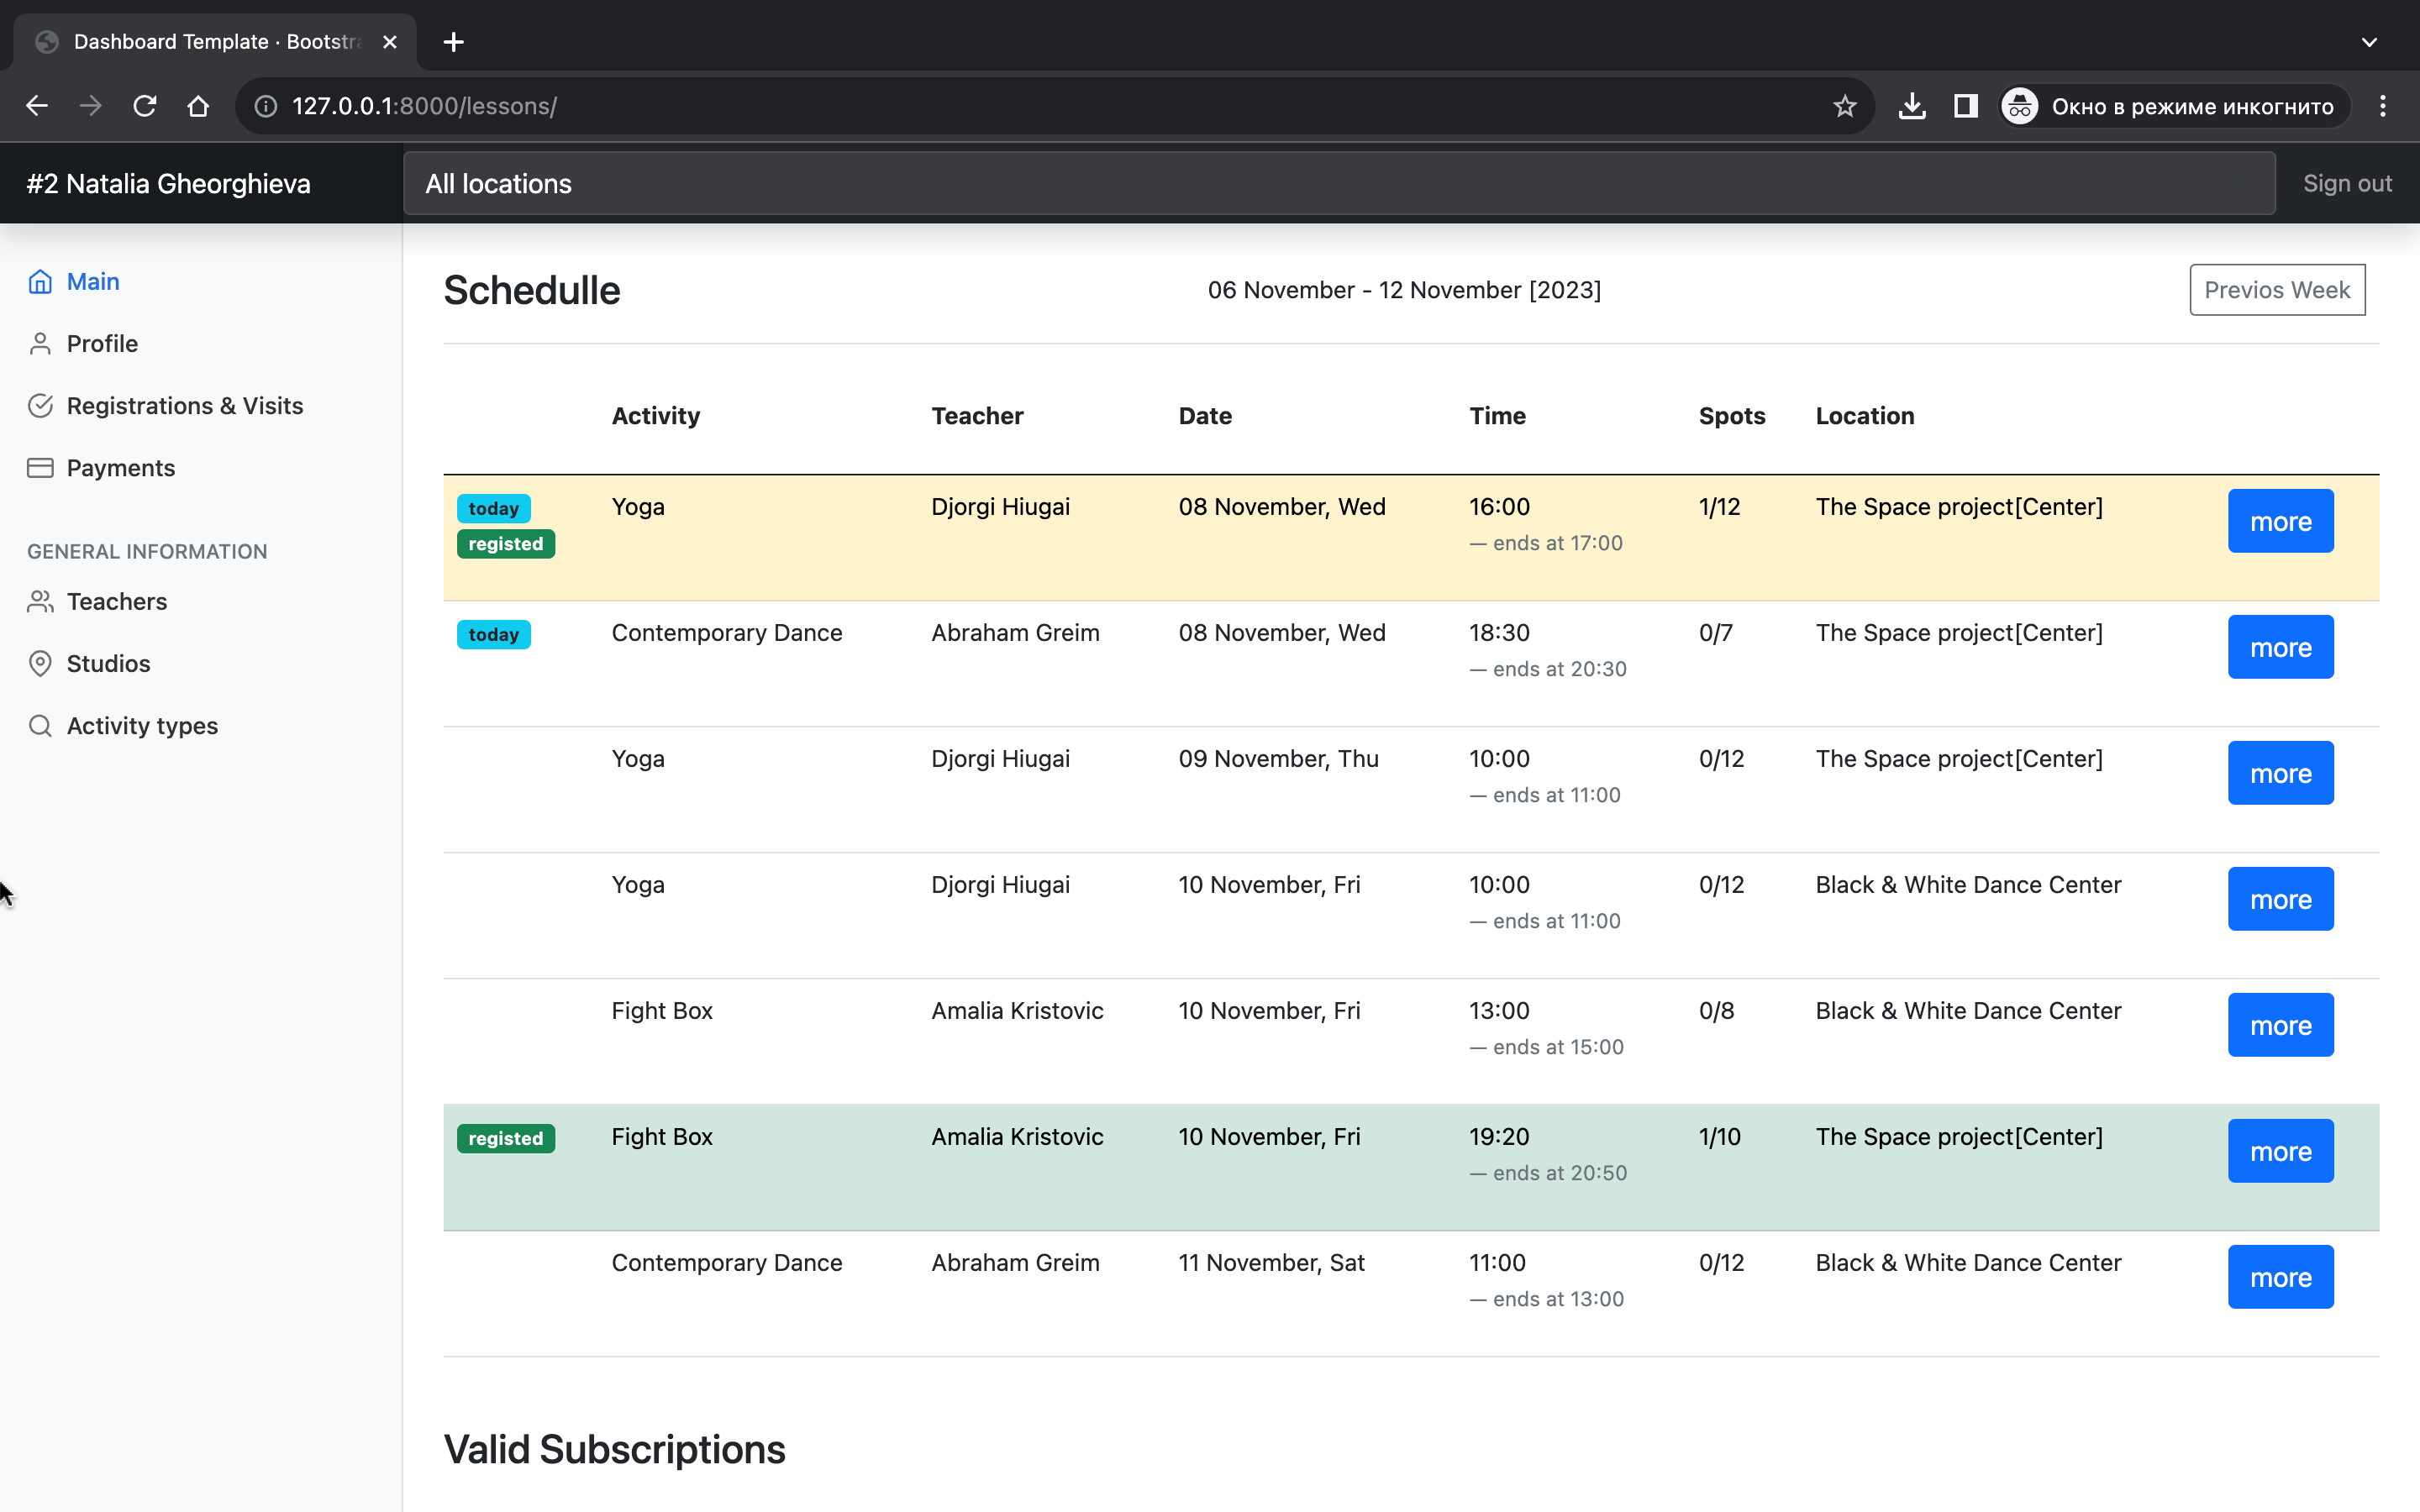 Dashboard Template · Bootstra
127.0.0.1:8000/lessons/
Окно в режиме инкогнито
#2 Natalia Gheorghieva
All locations
Sign out
Main
Profile
Registrations & Visits
Payments
GENERAL INFORMATION
Teachers
Studios
Activity types
Schedulle
06 November - 12 November [2023]
Previos Week
Activity Teacher Date Time Spots Location
today registed Yoga Djorgi Hiugai 08 November, Wed 16:00 1/12 The Space project[Center] more
— ends at 17:00
today Contemporary Dance Abraham Greim 08 November, Wed 18:30 0/7 The Space project[Center] more
— ends at 20:30
Yoga Djorgi Hiugai 09 November, Thu 10:00 0/12 The Space project[Center] more
— ends at 11:00
Yoga Djorgi Hiugai 10 November, Fri 10:00 0/12 Black & White Dance Center more
— ends at 11:00
Fight Box Amalia Kristovic 10 November, Fri 13:00 0/8 Black & White Dance Center more
— ends at 15:00
registed Fight Box Amalia Kristovic 10 November, Fri 19:20 1/10 The Space project[Center] more
— ends at 20:50
Contemporary Dance Abraham Greim 11 November, Sat 11:00 0/12 Black & White Dance Center more
— ends at 13:00
Valid Subscriptions